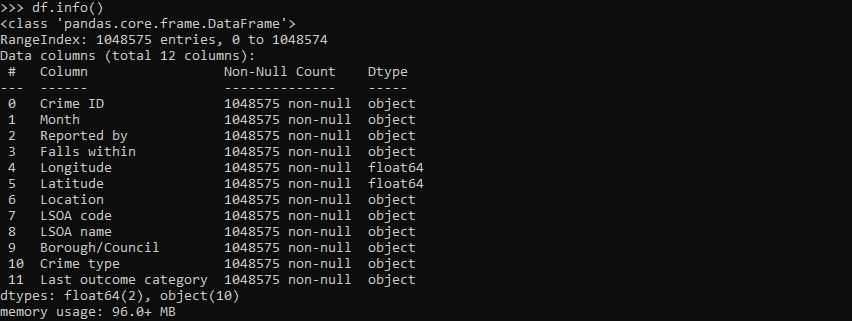 >>> df.info()
<class 'pandas.core.frame.DataFrame'>
RangeIndex: 1048575 entries, 0 to 1048574
Data columns (total 12 columns):
 #   Column                 Non-Null Count    Dtype
---  ------                 --------------    -----
 0   Crime ID               1048575 non-null  object
 1   Month                  1048575 non-null  object
 2   Reported by            1048575 non-null  object
 3   Falls within           1048575 non-null  object
 4   Longitude              1048575 non-null  float64
 5   Latitude               1048575 non-null  float64
 6   Location               1048575 non-null  object
 7   LSOA code              1048575 non-null  object
 8   LSOA name              1048575 non-null  object
 9   Borough/Council        1048575 non-null  object
 10  Crime type             1048575 non-null  object
 11  Last outcome category  1048575 non-null  object
dtypes: float64(2), object(10)
memory usage: 96.0+ MB